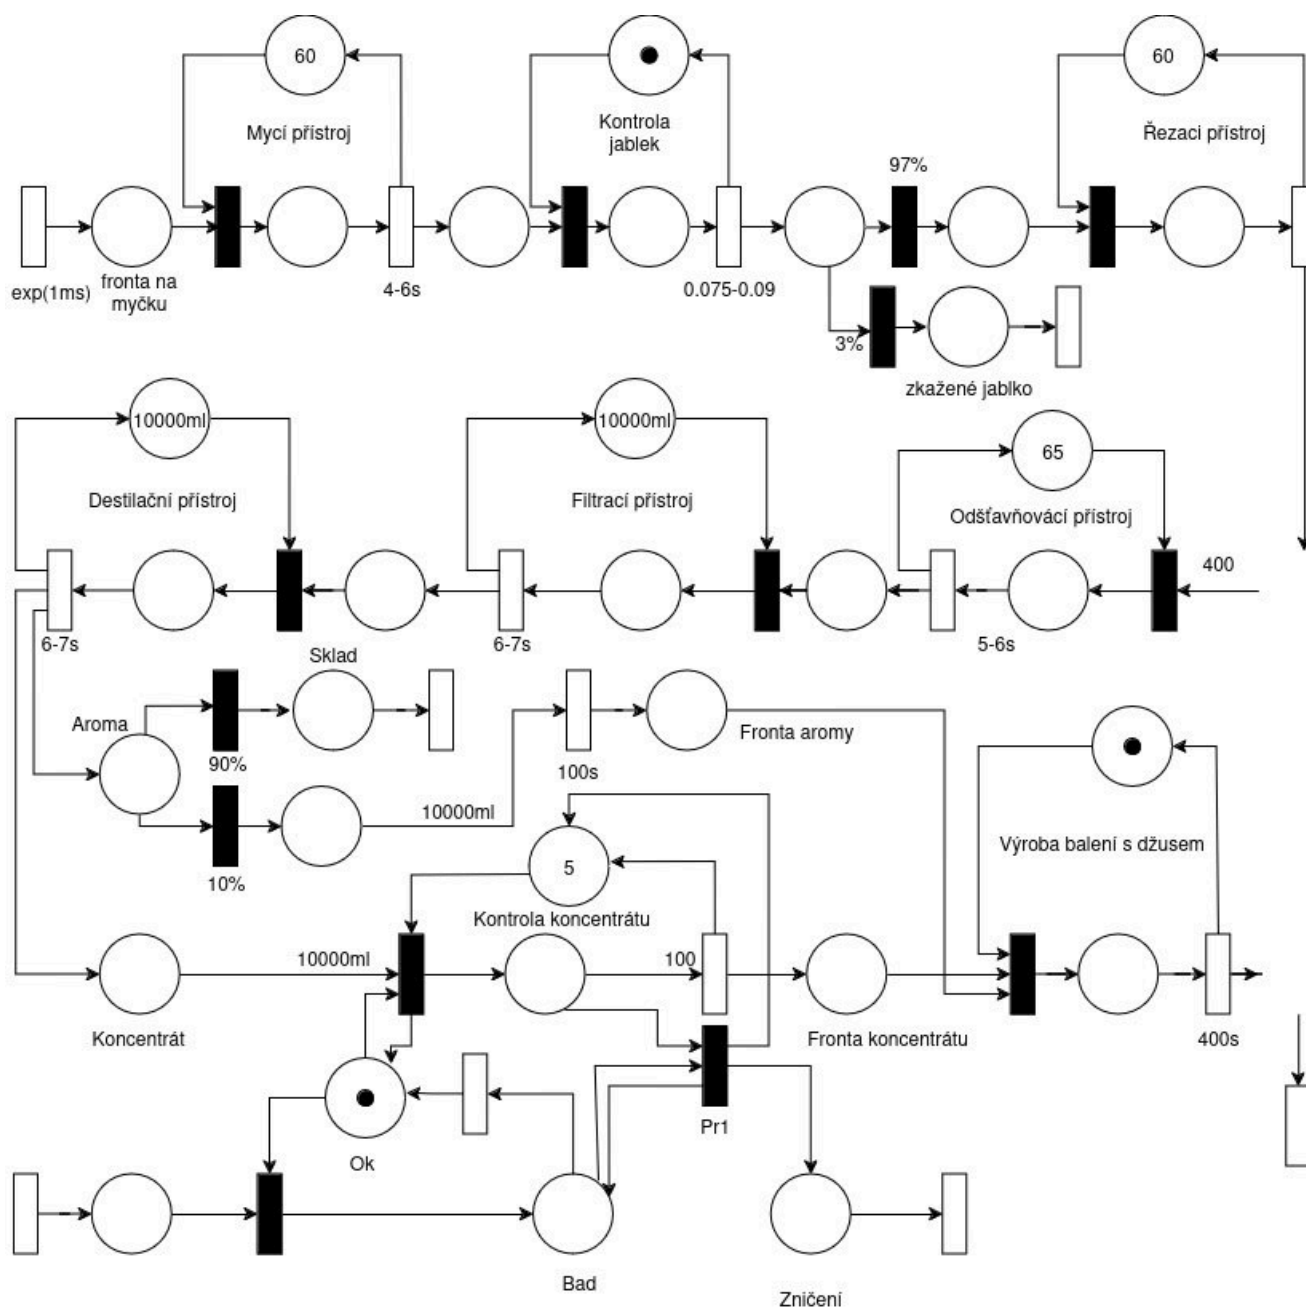 60
60
Mycí přístroj
Kontrola
jablek
Řezaci přístroj
97%
exp(1ms)
fronta na
myčku
4-6s
0.075-0.09
3%
zkažené jablko
10000ml
10000ml
65
Destilační přístroj
Filtrací přístroj
Odšťavňovácí přístroj
400
6-7s
6-7s
5-6s
Sklad
Aroma
90%
100s
Fronta aromy
10000ml
10%
5
Výroba balení s džusem
Kontrola koncentrátu
10000ml
100
Koncentrát
Fronta koncentrátu
400s
Pr1
Ok
Bad
Zničení